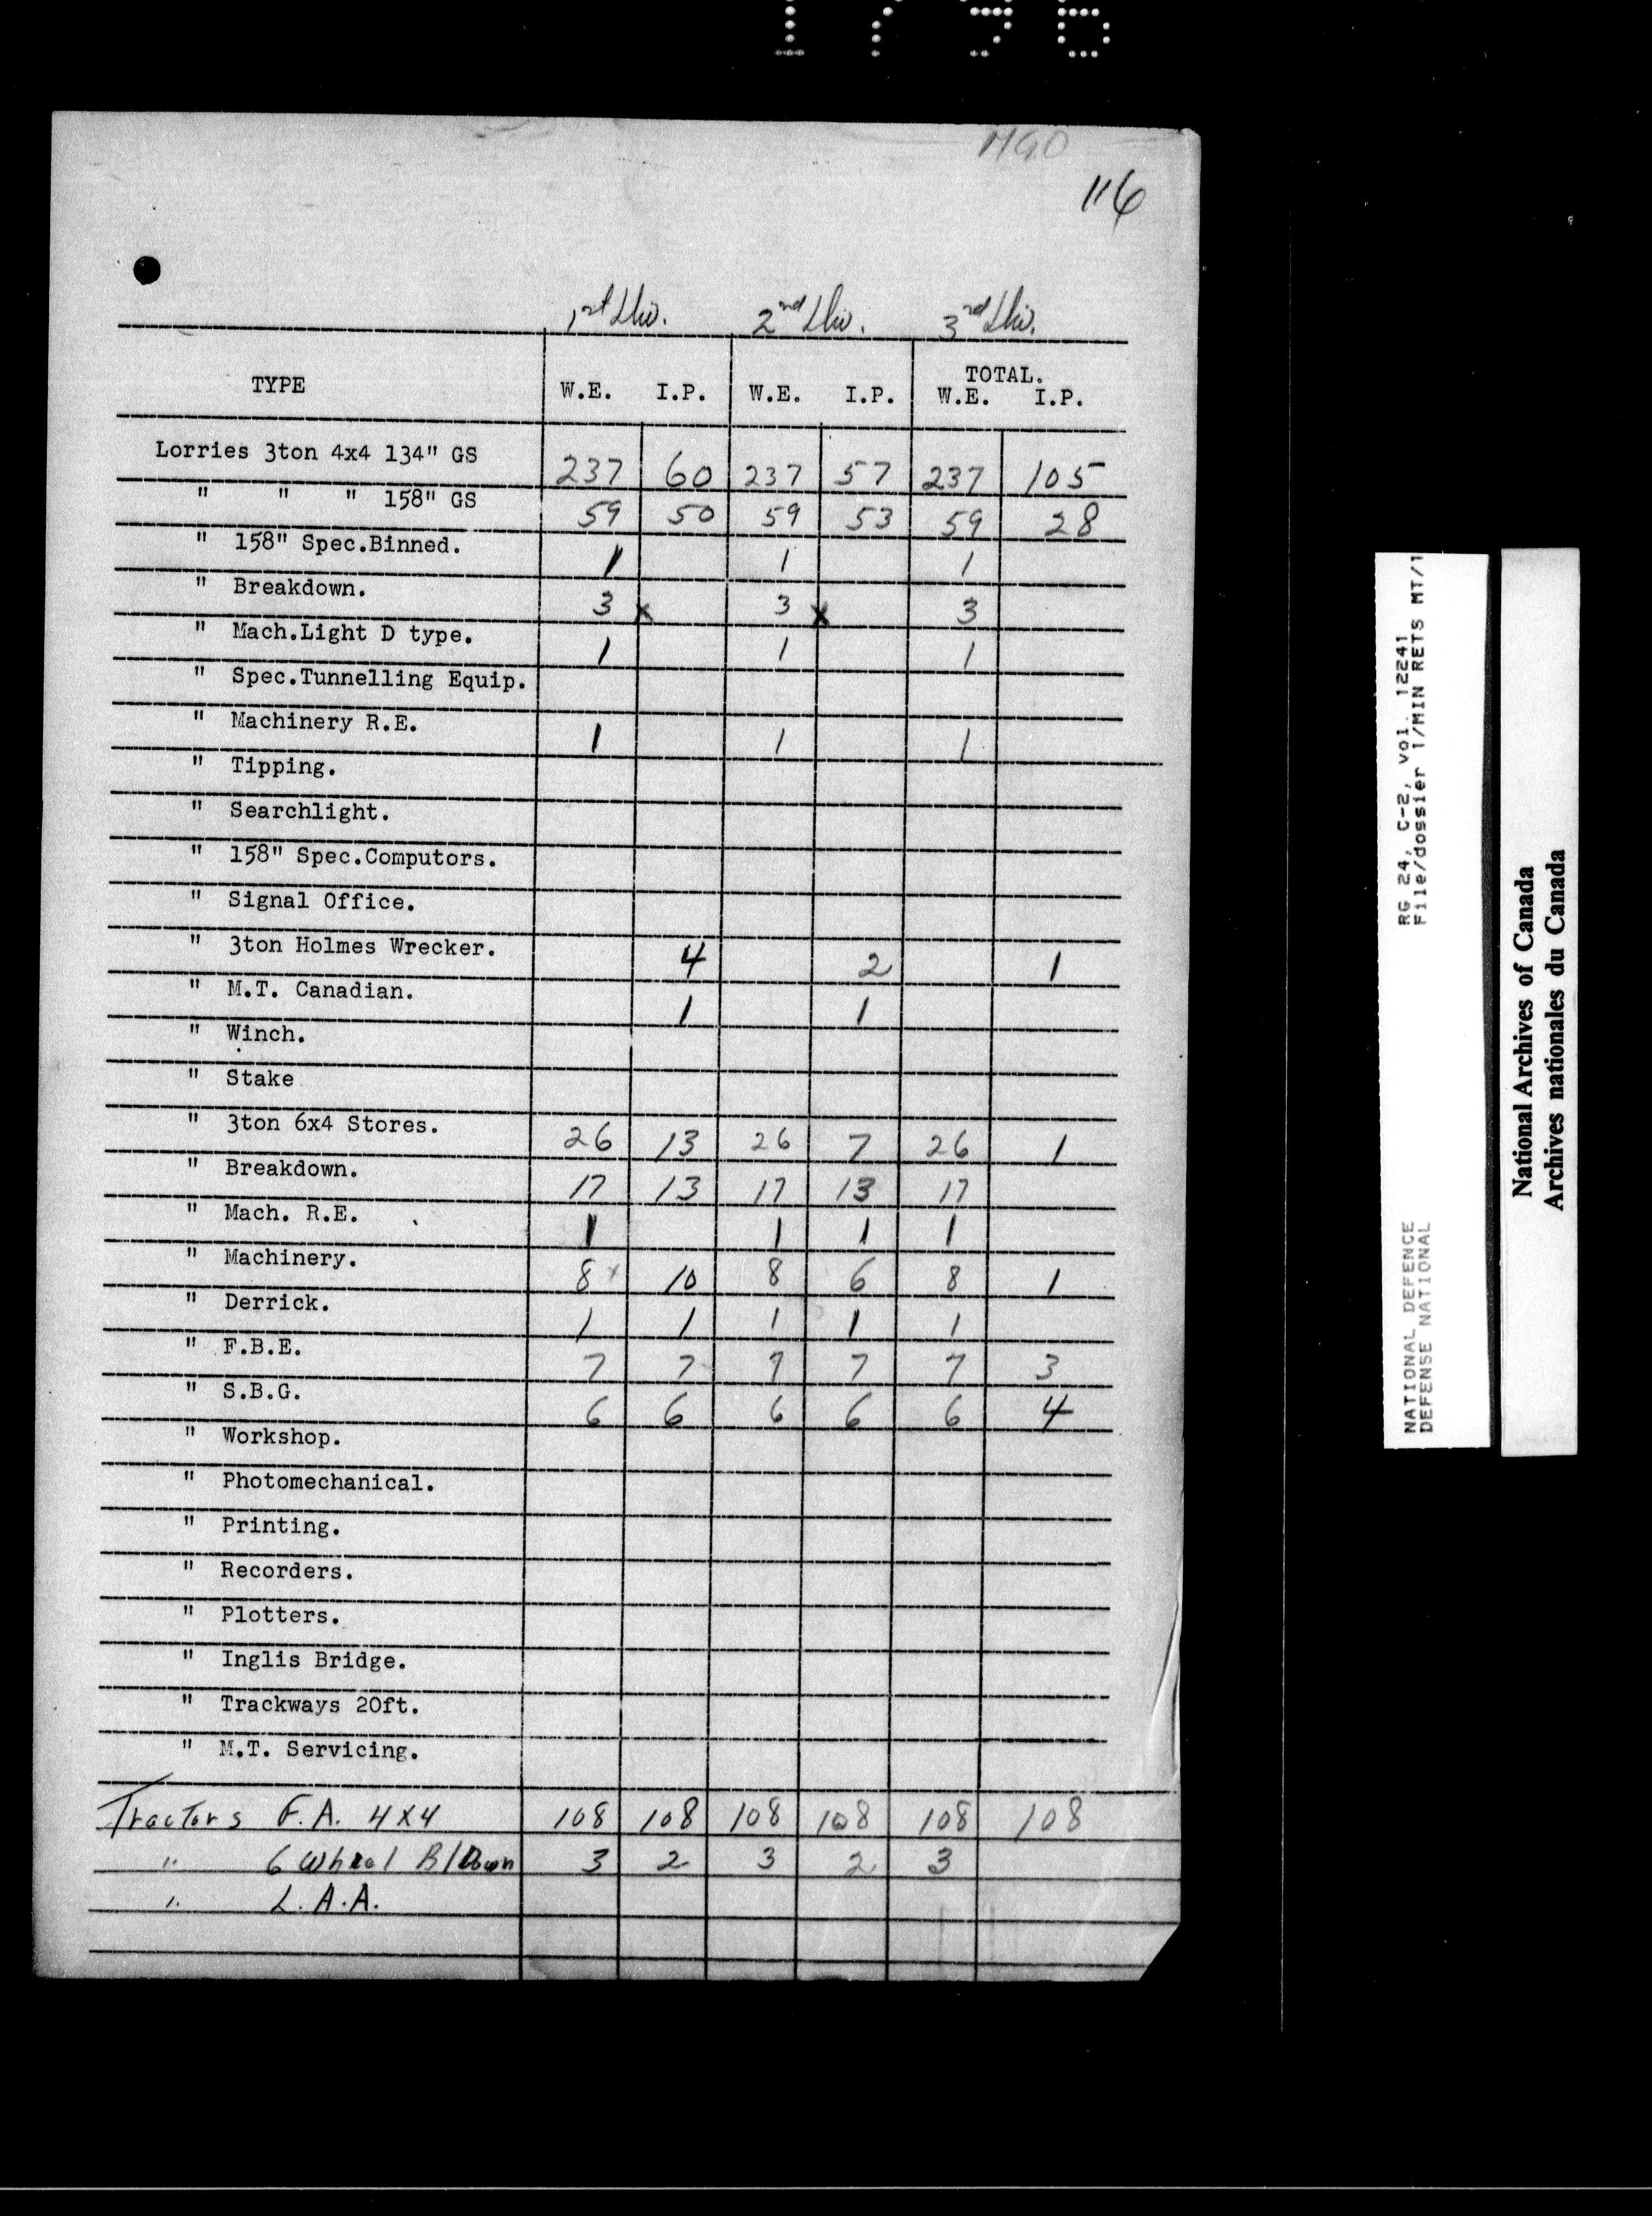 1796
MGD
116
1st Div. 2nd Div. 3rd Div.
TYPE W.E. I.P. W.E. I.P. TOTAL. W.E. I.P.
Lorries 3ton 4x4 134" GS 237 60 237 57 237 105
" " " 158" GS 59 50 59 53 59 28
" 158" Spec.Binned. 1 1 1
" Breakdown. 3 x 3 x 3
" Mach.Light D type. 1 1 1
" Spec.Tunnelling Equip.
" Machinery R.E. 1 1 1
" Tipping.
" Searchlight.
" 158" Spec.Computors.
" Signal Office.
" 3ton Holmes Wrecker. 4 2 1
" M.T. Canadian. 1 1
" Winch.
" Stake
" 3ton 6x4 Stores. 26 13 26 7 26 1
" Breakdown. 17 13 17 13 17
" Mach. R.E. 1 1 1 1
" Machinery. 8 x 10 8 6 8 1
" Derrick. 1 1 1 1 1
" F.B.E. 7 7 7 7 7 3
" S.B.G. 6 6 6 6 6 4
" Workshop.
" Photomechanical.
" Printing.
" Recorders.
" Plotters.
" Inglis Bridge.
" Trackways 20ft.
" M.T. Servicing.
Tractors F.A. 4x4 108 108 108 108 108 108
" 6 Wheel B/Down 3 2 3 2 3
" L.A.A.
RG 24, C-2, vol. 12241
File/dossier 1/MIN RETS MT/1
NATIONAL DEFENCE
DEFENSE NATIONAL
National Archives of Canada
Archives nationales du Canada